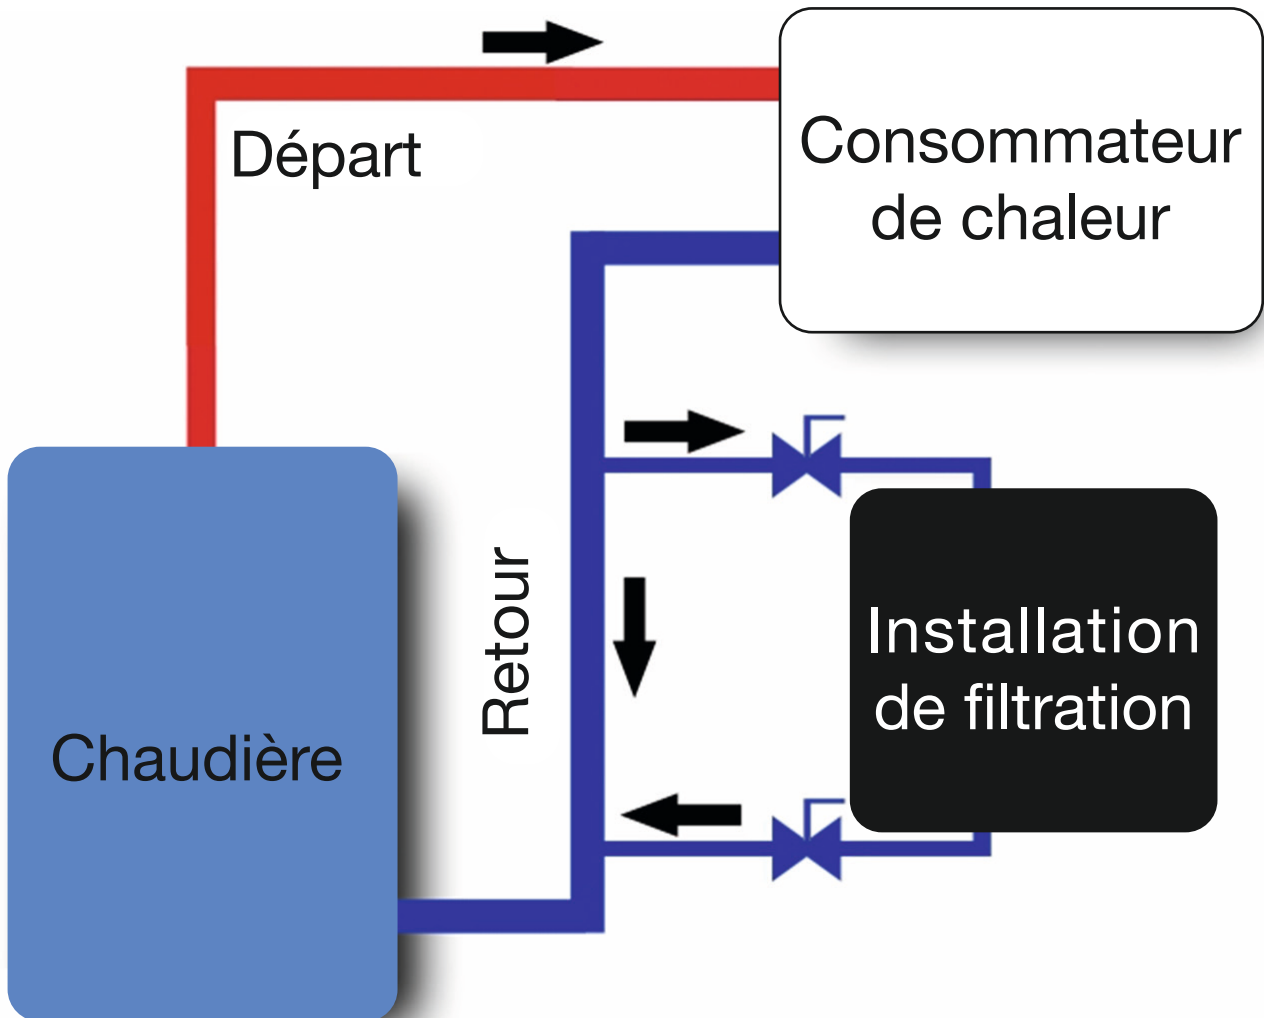 Départ
Consommateur
de chaleur
Retour
Installation
de filtration
Chaudière